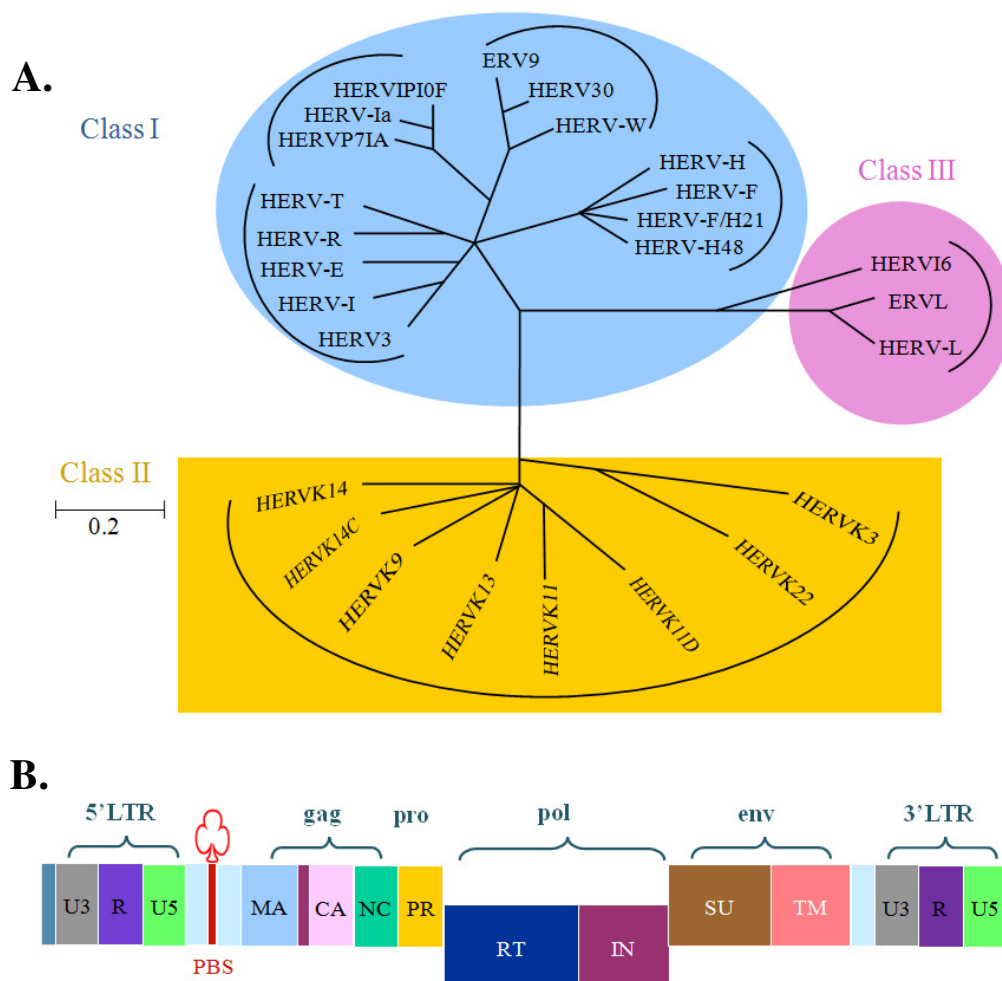 A.
Class I
ERV9
HERVIPI0F
HERV30
HERV-Ia
HERV-W
HERVP7IA
HERV-H
Class III
HERV-F
HERV-T
HERV-F/H21
HERV-R
HERV-H48
HERV-E
HERVI6
HERV-I
ERVL
HERV3
HERV-L
Class II
0.2
HERVK14
HERVK14C
HERVK9
HERVK13
HERVK11
HERVK11D
HERVK22
HERVK3
B.
5’LTR gag pro pol env 3’LTR
U3 R U5 MA CA NC PR SU TM U3 R U5
RT IN
PBS